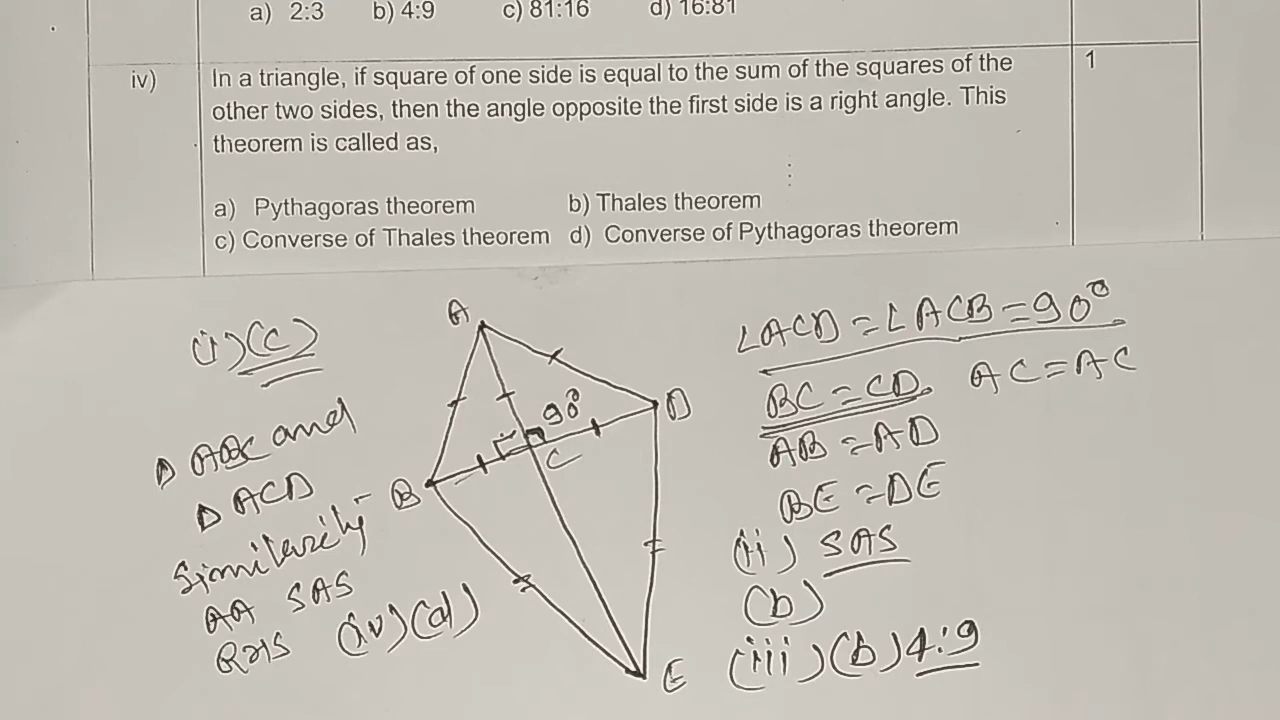 a) 2:3 b) 4:9 c) 81:16 d) 16:81
iv) In a triangle, if square of one side is equal to the sum of the squares of the 1
other two sides, then the angle opposite the first side is a right angle. This
theorem is called as,
a) Pythagoras theorem b) Thales theorem
c) Converse of Thales theorem d) Converse of Pythagoras theorem
(i)(c)
△ ABC and
△ ACD
AA SAS
RHS (iv)(d)
A
90°
D
C
B
E
∠ACD = ∠ACB = 90°
BC = CD. AC = AC
AB = AD
BE = DE
(ii) SAS
(b)
(iii)(b) 4:9